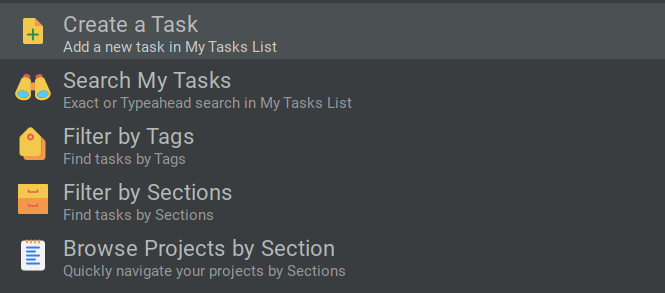 Create a Task
Add a new task in My Tasks List
Search My Tasks
Exact or Typeahead search in My Tasks List
Filter by Tags
Find tasks by Tags
Filter by Sections
Find tasks by Sections
Browse Projects by Section
Quickly navigate your projects by Sections